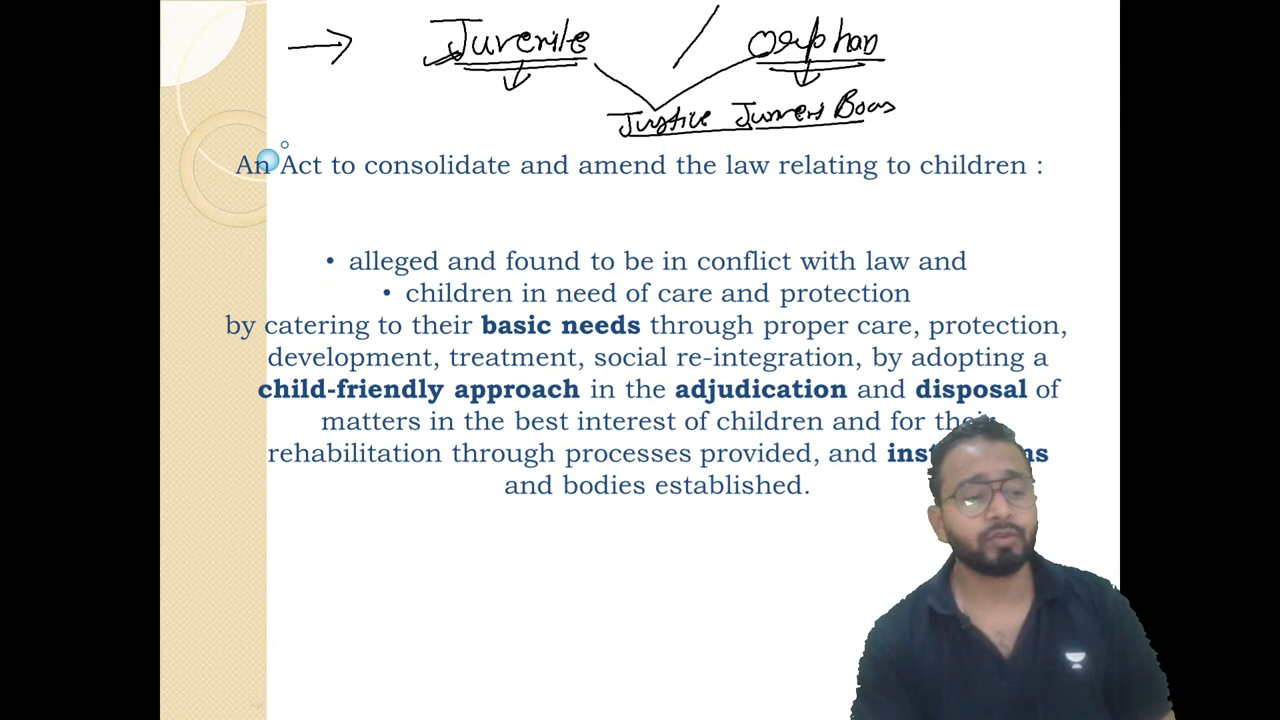 Juvenile / Orphan
Justice
An Act to consolidate and amend the law relating to children :
• alleged and found to be in conflict with law and
• children in need of care and protection
by catering to their basic needs through proper care, protection,
development, treatment, social re-integration, by adopting a
child-friendly approach in the adjudication and disposal of
matters in the best interest of children and for their
rehabilitation through processes provided, and
and bodies established.